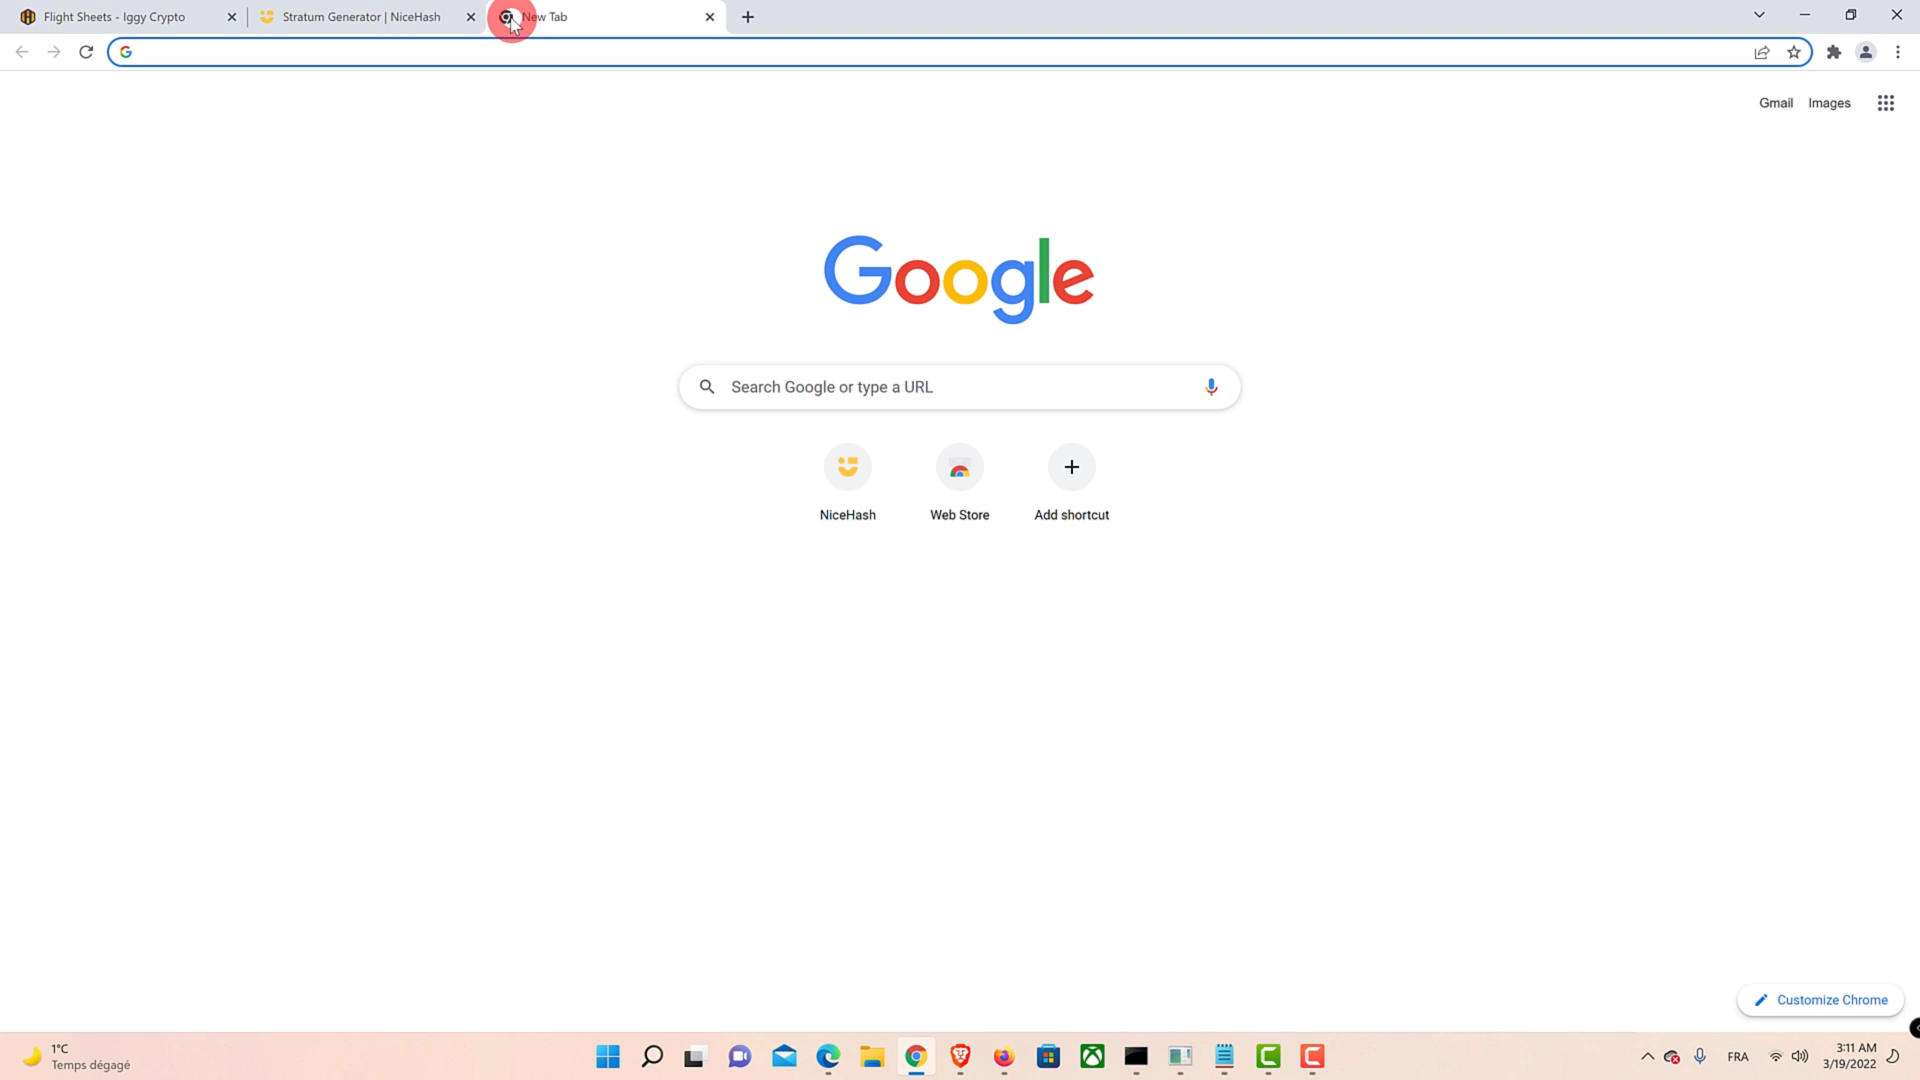 Flight Sheets - Iggy Crypto
Stratum Generator | NiceHash
New Tab
Gmail
Images
Google
Search Google or type a URL
NiceHash
Web Store
Add shortcut
Customize Chrome
1°C
Temps dégagé
FRA
3:11 AM
3/19/2022